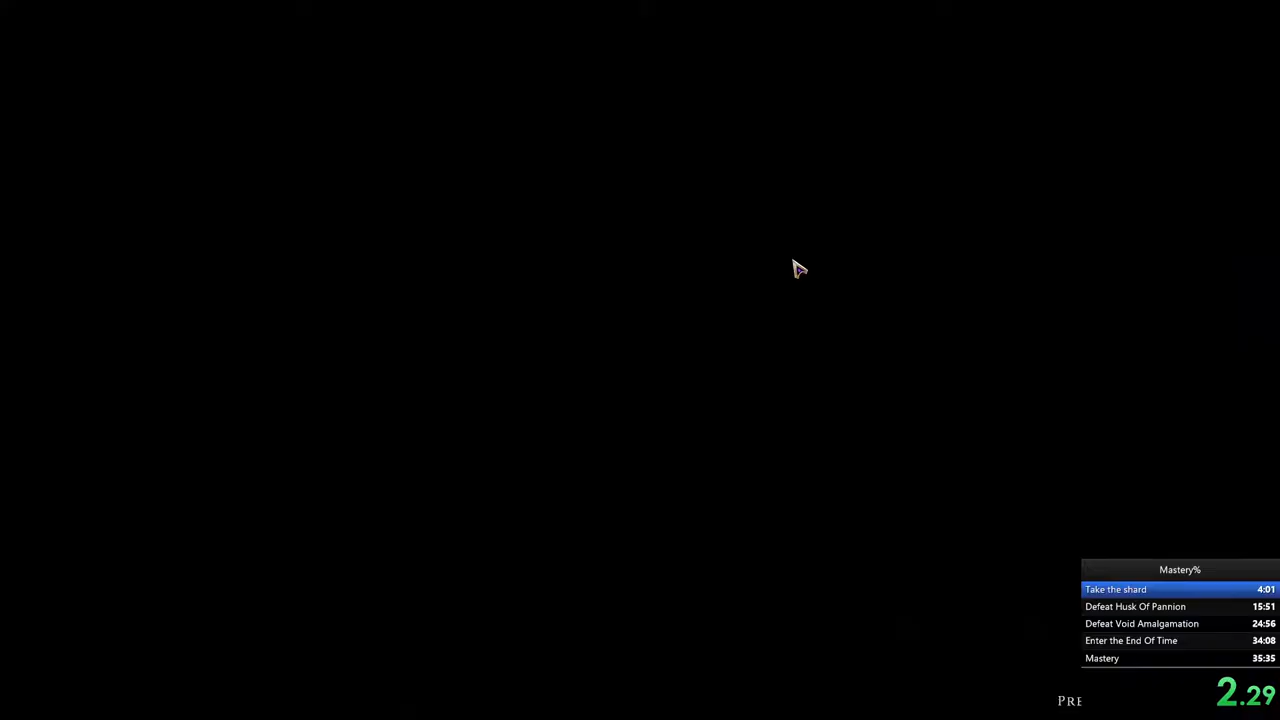 Mastery%
Take the shard 4:01
Defeat Husk Of Pannion 15:51
Defeat Void Amalgamation 24:56
Enter the End Of Time 34:08
Mastery 35:35
2.29
PRE